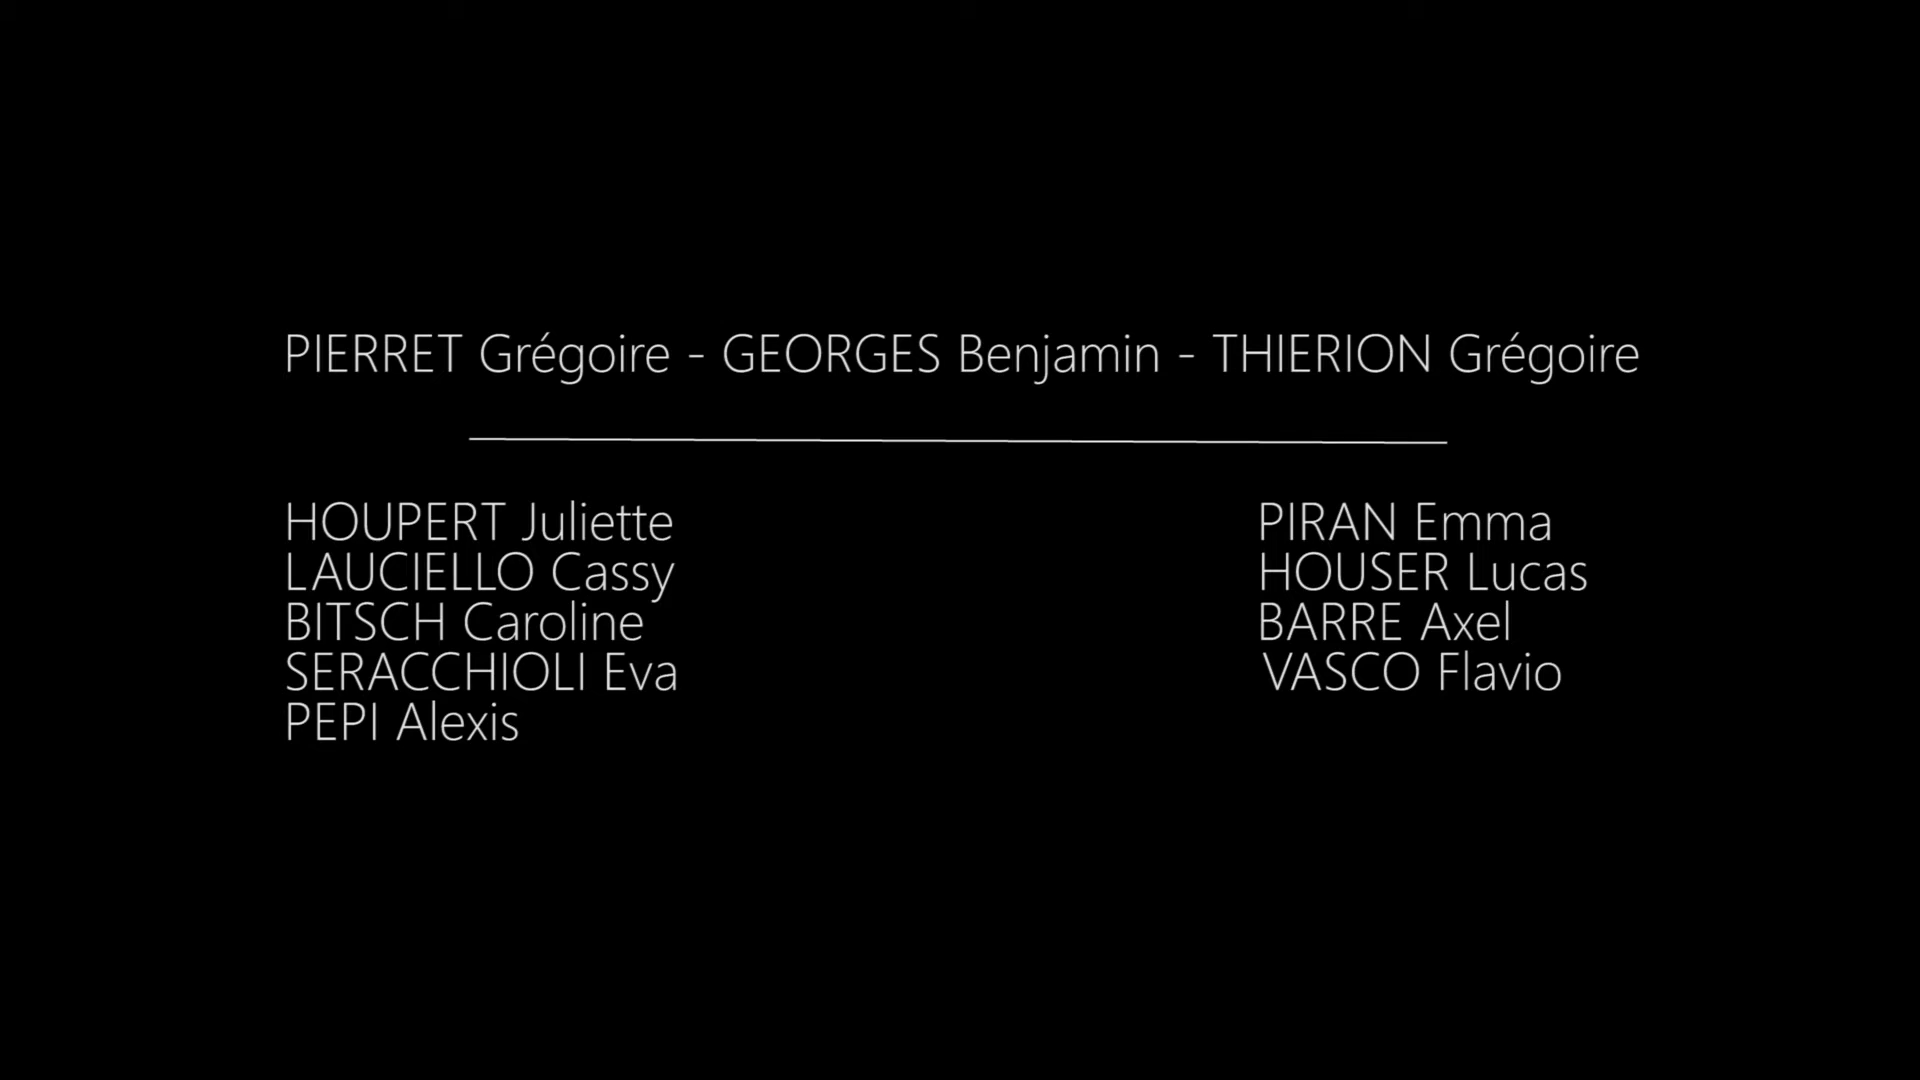 PIERRET Grégoire - GEORGES Benjamin - THIERION Grégoire
HOUPERT Juliette
LAUCIELLO Cassy
BITSCH Caroline
SERACCHIOLI Eva
PEPI Alexis
PIRAN Emma
HOUSER Lucas
BARRE Axel
VASCO Flavio